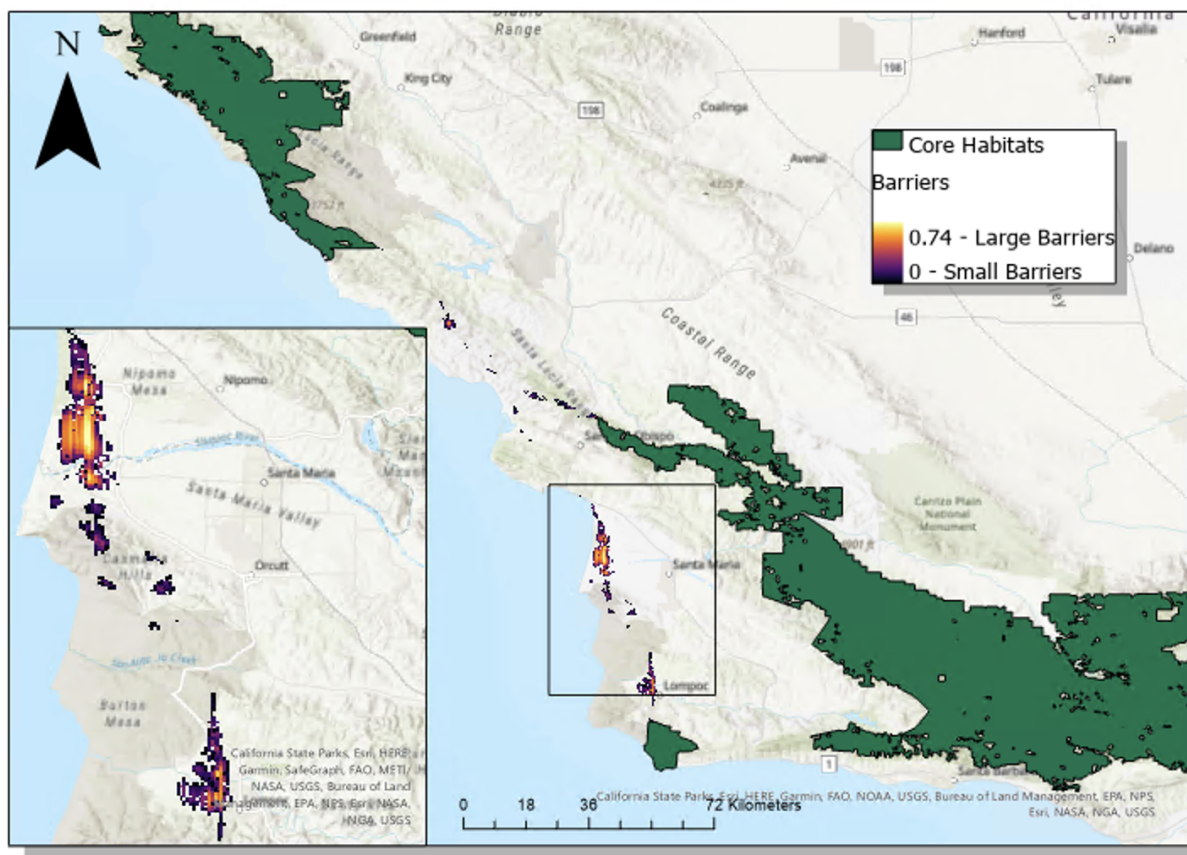 California
Diablo
Range
Greenfield
Hanford
Visalia
N
King City
198
198
Tulare
Coalinga
Core Habitats
Barriers
0.74 - Large Barriers
0 - Small Barriers
Avenal
4335 ft
Delano
46
Coastal Range
Santa Lucia Range
Carrizo Plain
National
Monument
Santa Maria
Lompoc
1
Santa Barbara
0 18 36 72 Kilometers
California State Parks, Esri, HERE, Garmin, FAO, NOAA, USGS, Bureau of Land Management, EPA, NPS,
Esri, NASA, NGA, USGS
Nipomo
Mesa
Nipomo
Santa Maria
Santa Maria Valley
Casmalia
Hills
Orcutt
Burton
Mesa
California State Parks, Esri, HERE,
Garmin, SafeGraph, FAO, METI/
NASA, USGS, Bureau of Land
Management, EPA, NPS, Esri, NASA,
NGA, USGS